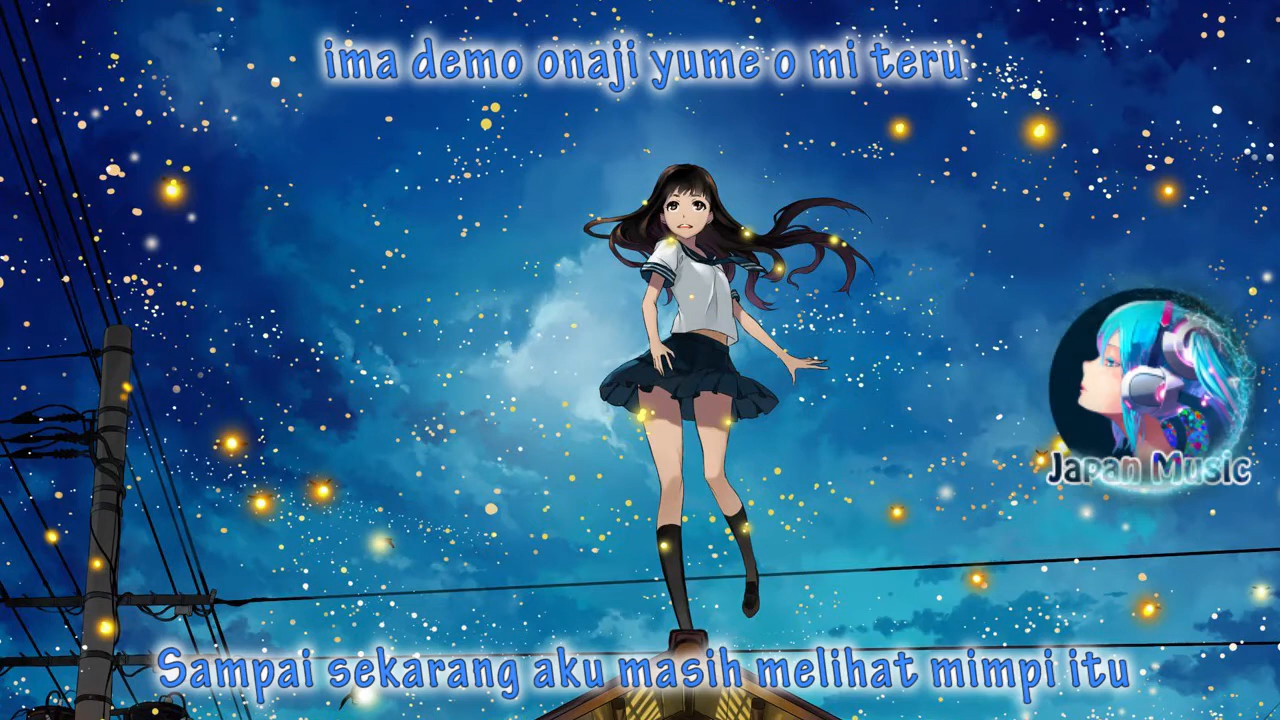 ima demo onaji yume o mi teru
Japan Music
Sampai sekarang aku masih melihat mimpi itu